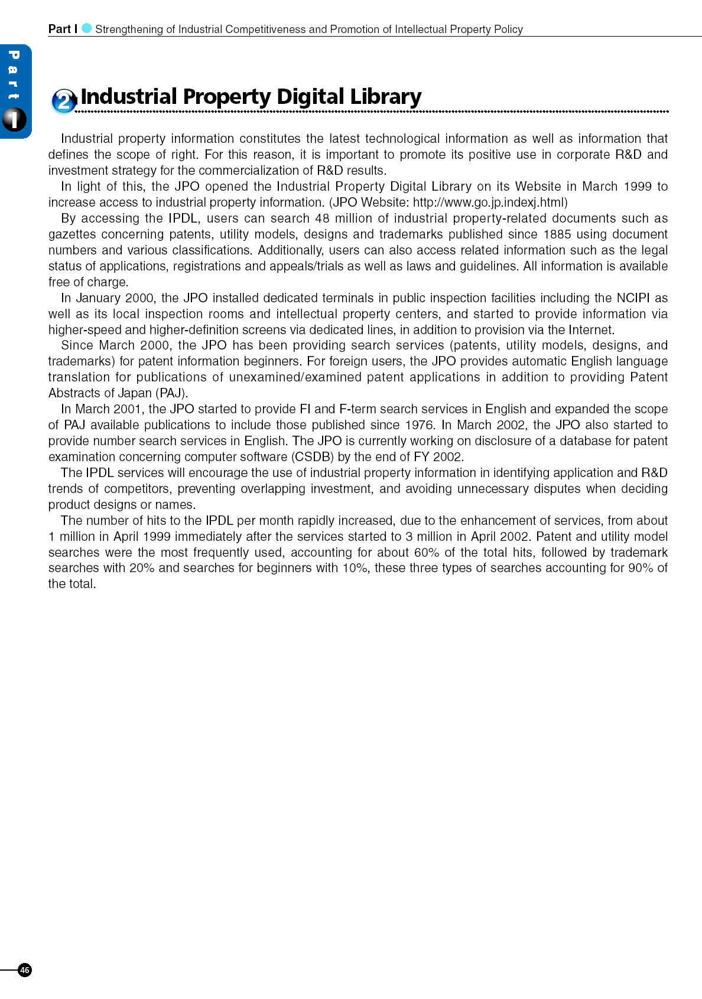 Part I ● Strengthening of Industrial Competitiveness and Promotion of Intellectual Property Policy
Part I
2 Industrial Property Digital Library
Industrial property information constitutes the latest technological information as well as information that
defines the scope of right. For this reason, it is important to promote its positive use in corporate R&D and
investment strategy for the commercialization of R&D results.
In light of this, the JPO opened the Industrial Property Digital Library on its Website in March 1999 to
increase access to industrial property information. (JPO Website: http://www.go.jp.indexj.html)
By accessing the IPDL, users can search 48 million of industrial property-related documents such as
gazettes concerning patents, utility models, designs and trademarks published since 1885 using document
numbers and various classifications. Additionally, users can also access related information such as the legal
status of applications, registrations and appeals/trials as well as laws and guidelines. All information is available
free of charge.
In January 2000, the JPO installed dedicated terminals in public inspection facilities including the NCIPI as
well as its local inspection rooms and intellectual property centers, and started to provide information via
higher-speed and higher-definition screens via dedicated lines, in addition to provision via the Internet.
Since March 2000, the JPO has been providing search services (patents, utility models, designs, and
trademarks) for patent information beginners. For foreign users, the JPO provides automatic English language
translation for publications of unexamined/examined patent applications in addition to providing Patent
Abstracts of Japan (PAJ).
In March 2001, the JPO started to provide FI and F-term search services in English and expanded the scope
of PAJ available publications to include those published since 1976. In March 2002, the JPO also started to
provide number search services in English. The JPO is currently working on disclosure of a database for patent
examination concerning computer software (CSDB) by the end of FY 2002.
The IPDL services will encourage the use of industrial property information in identifying application and R&D
trends of competitors, preventing overlapping investment, and avoiding unnecessary disputes when deciding
product designs or names.
The number of hits to the IPDL per month rapidly increased, due to the enhancement of services, from about
1 million in April 1999 immediately after the services started to 3 million in April 2002. Patent and utility model
searches were the most frequently used, accounting for about 60% of the total hits, followed by trademark
searches with 20% and searches for beginners with 10%, these three types of searches accounting for 90% of
the total.
46